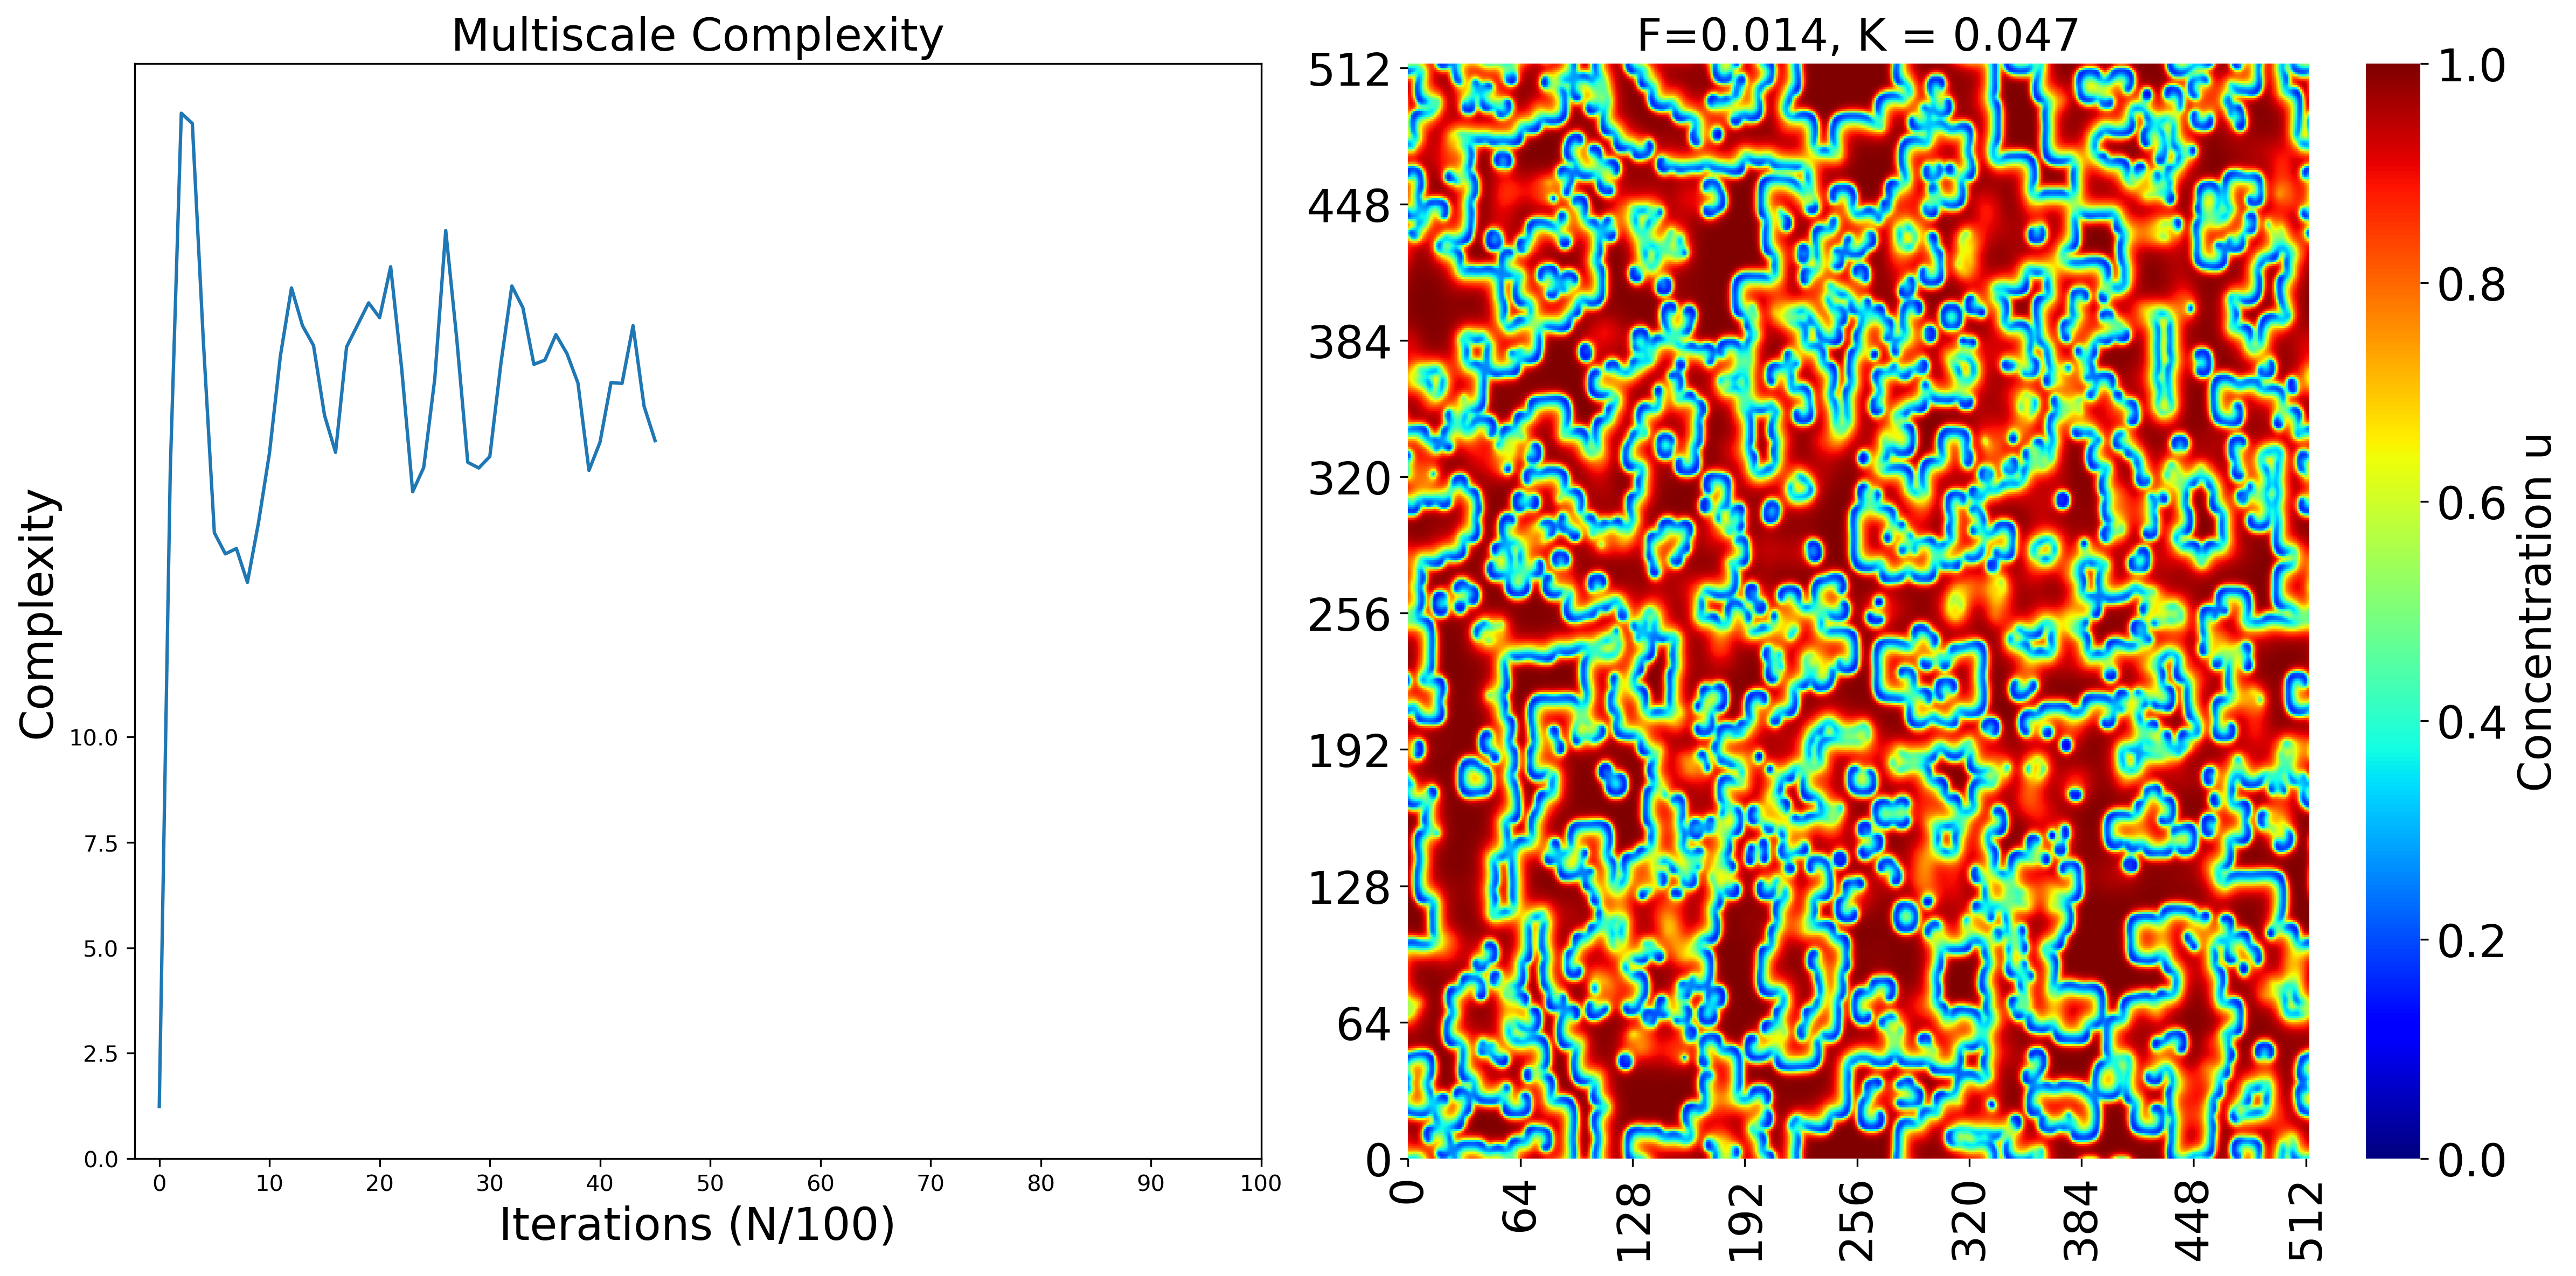 Multiscale Complexity
Complexity
10.0
7.5
5.0
2.5
0.0
0 10 20 30 40 50 60 70 80 90 100
Iterations (N/100)
F=0.014, K = 0.047
512
448
384
320
256
192
128
64
0
0 64 128 192 256 320 384 448 512
1.0
0.8
0.6
0.4
0.2
0.0
Concentration u